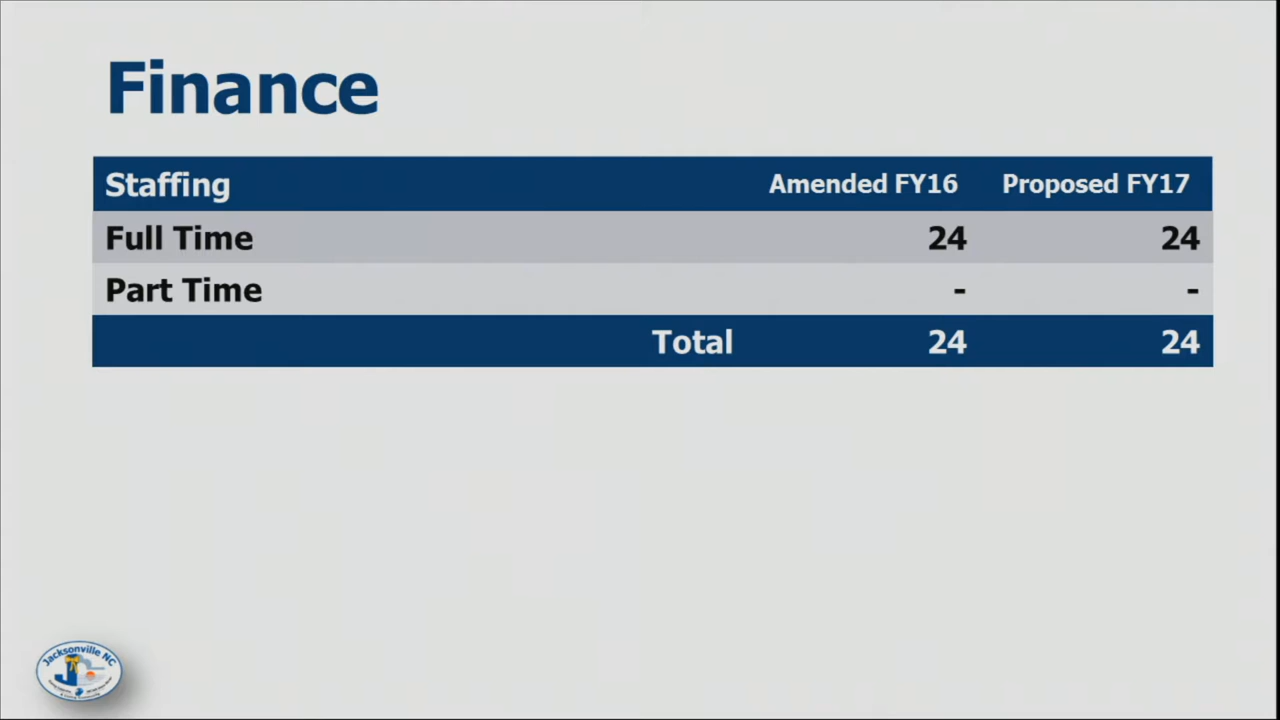 Finance
Staffing Amended FY16 Proposed FY17
Full Time 24 24
Part Time - -
Total 24 24
Jacksonville NC